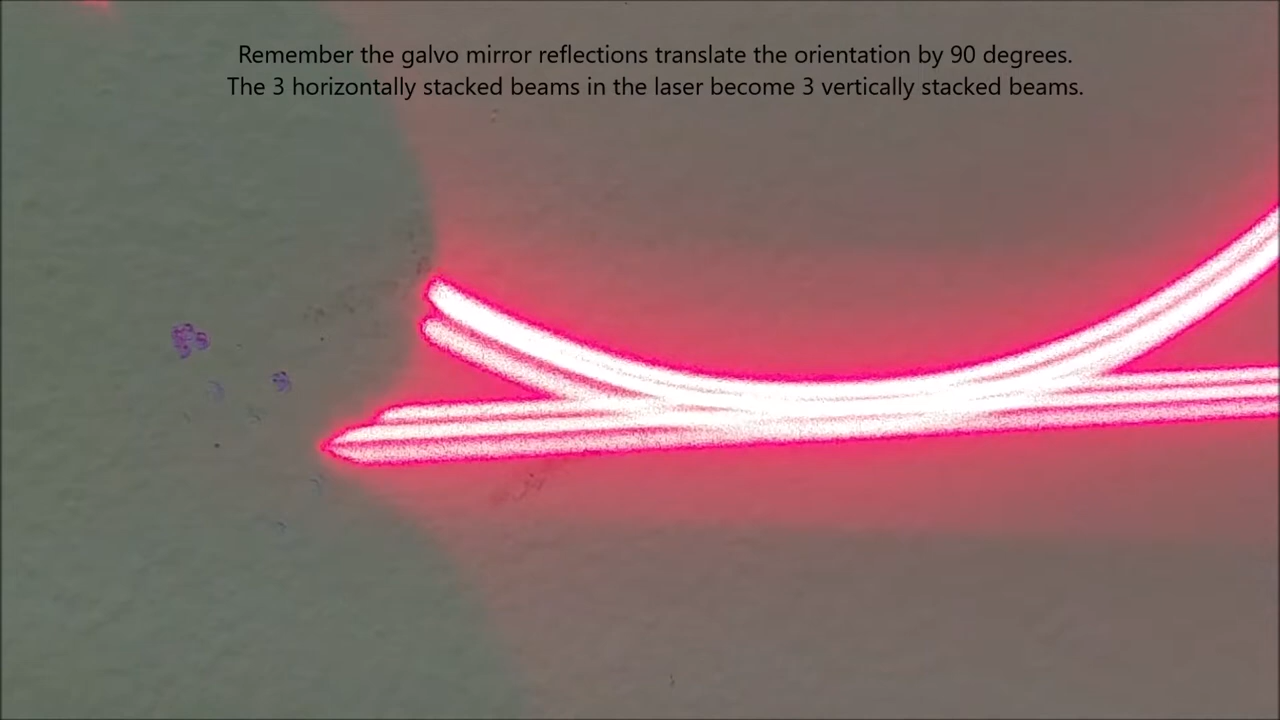 Remember the galvo mirror reflections translate the orientation by 90 degrees.
The 3 horizontally stacked beams in the laser become 3 vertically stacked beams.